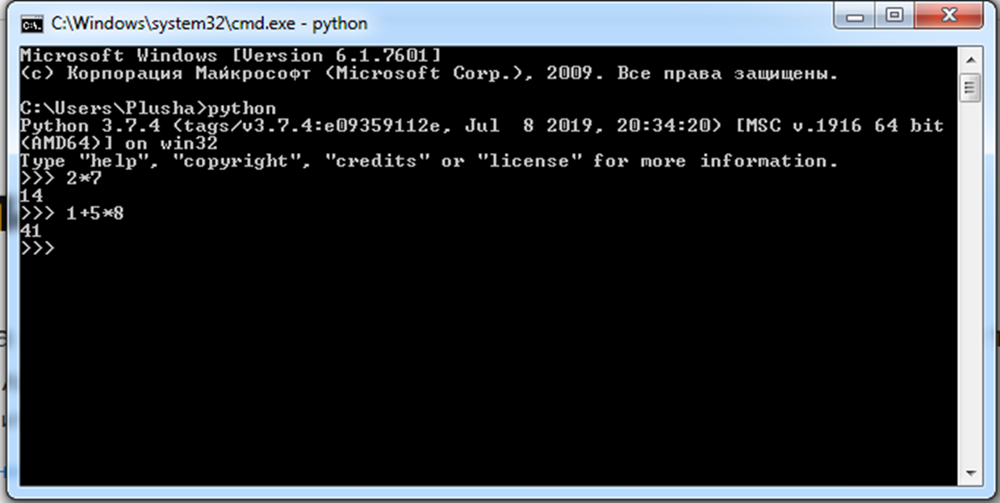 C:\Windows\system32\cmd.exe - python
Microsoft Windows [Version 6.1.7601]
(c) Корпорация Майкрософт (Microsoft Corp.), 2009. Все права защищены.
C:\Users\Plusha>python
Python 3.7.4 (tags/v3.7.4:e09359112e, Jul  8 2019, 20:34:20) [MSC v.1916 64 bit
(AMD64)] on win32
Type "help", "copyright", "credits" or "license" for more information.
>>> 2*7
14
>>> 1+5*8
41
>>>